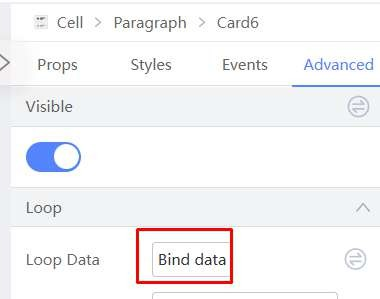 Cell > Paragraph > Card6
Props Styles Events Advanced
Visible
Loop
Loop Data Bind data